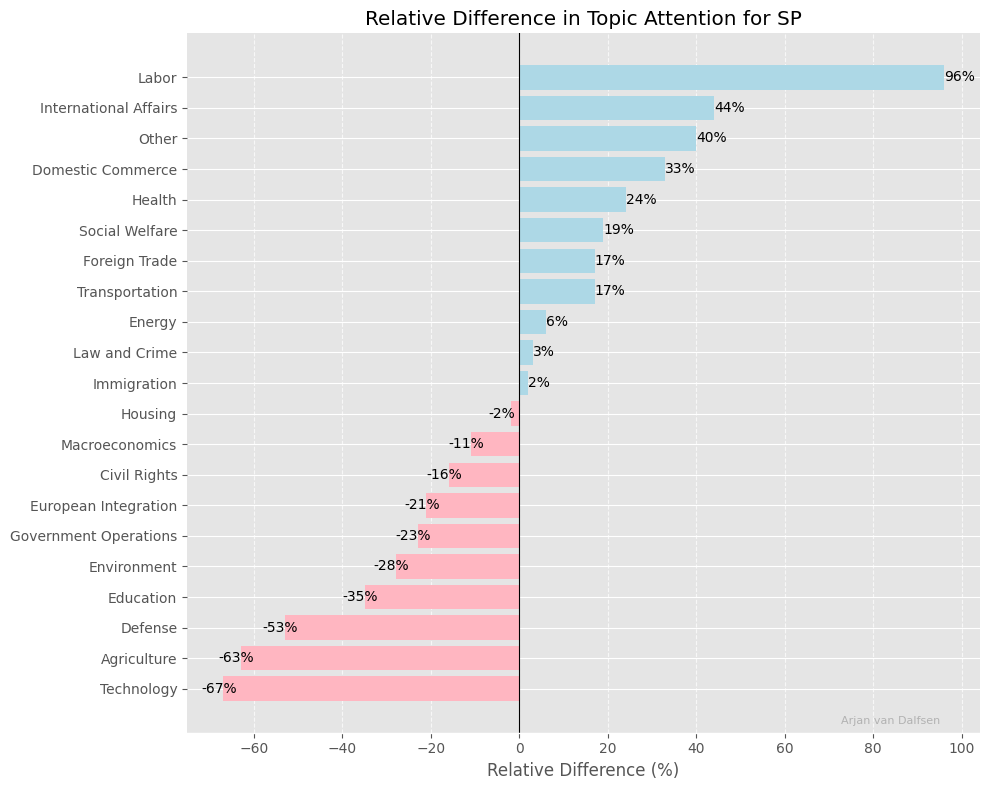 Relative Difference in Topic Attention for SP
Labor 96%
International Affairs 44%
Other 40%
Domestic Commerce 33%
Health 24%
Social Welfare 19%
Foreign Trade 17%
Transportation 17%
Energy 6%
Law and Crime 3%
Immigration 2%
Housing -2%
Macroeconomics -11%
Civil Rights -16%
European Integration -21%
Government Operations -23%
Environment -28%
Education -35%
Defense -53%
Agriculture -63%
Technology -67%
Arjan van Dalfsen
−60 −40 −20 0 20 40 60 80 100
Relative Difference (%)